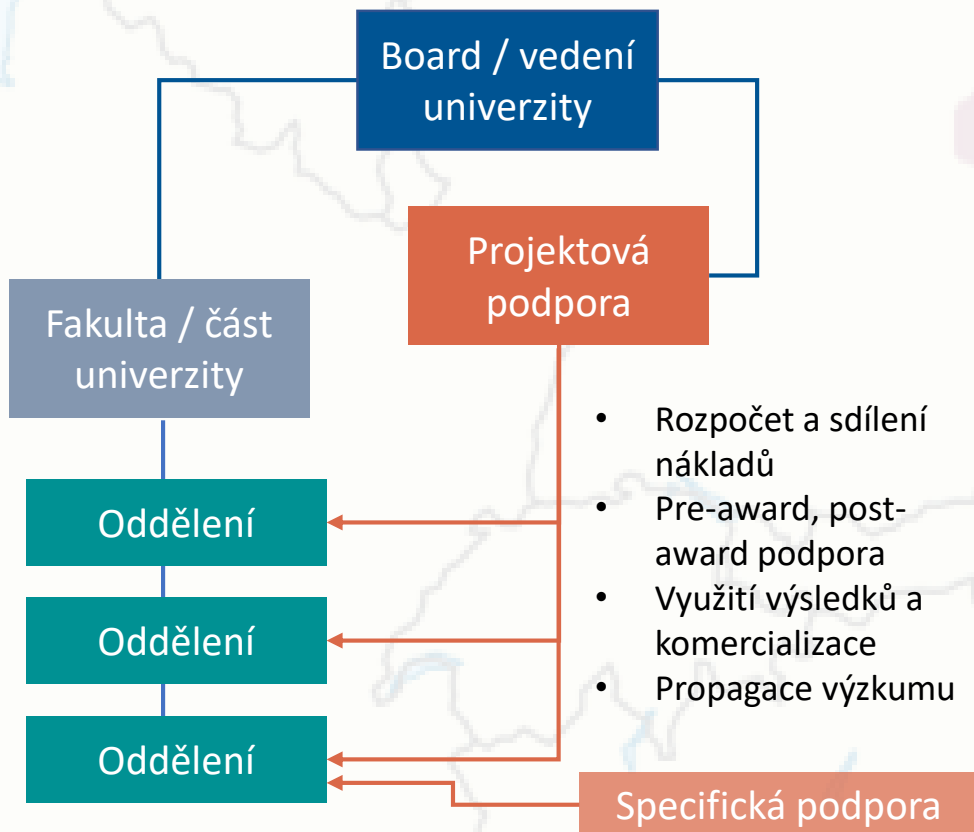 Board / vedení
univerzity
Projektová
podpora
Fakulta / část
univerzity
• Rozpočet a sdílení
nákladů
• Pre-award, post-
award podpora
• Využití výsledků a
komercializace
• Propagace výzkumu
Oddělení
Oddělení
Oddělení
Specifická podpora